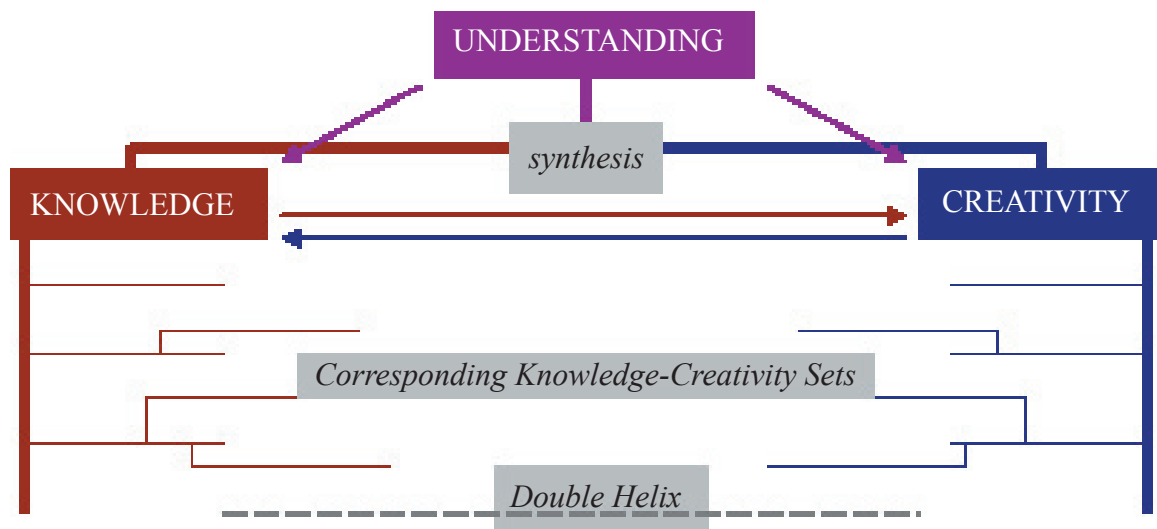 UNDERSTANDING
synthesis
KNOWLEDGE
CREATIVITY
Corresponding Knowledge-Creativity Sets
Double Helix